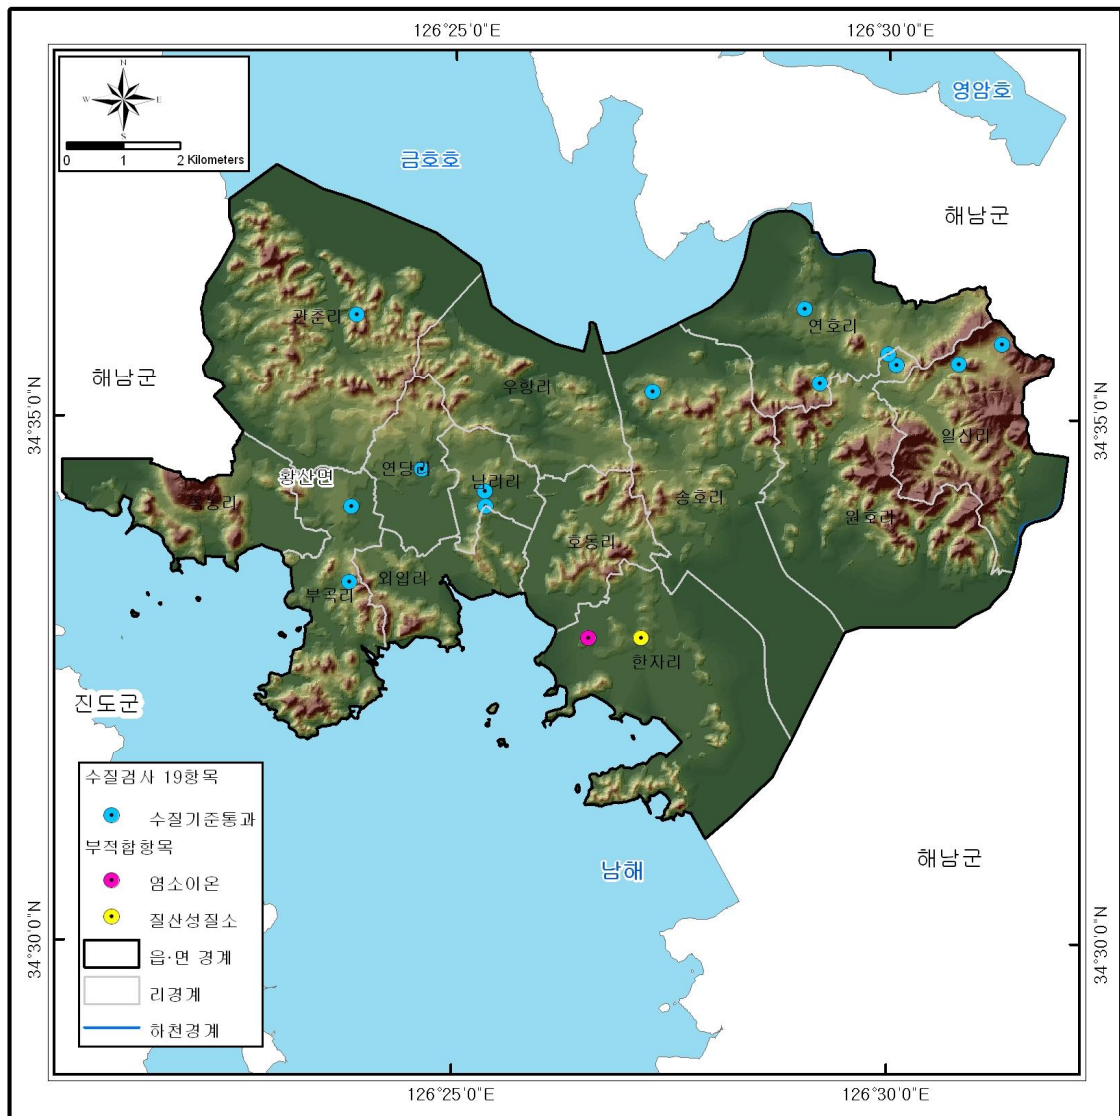 126°25'0"E
126°30'0"E
N
W
E
S
0 1 2 Kilometers
영암호
금호호
해남군
관춘리
연호리
해남군
34°35'0"N
34°35'0"N
우항리
일산리
연당리
황산면
남리리
송호리
원호리
호동리
외입리
부곡리
한자리
진도군
수질검사 19항목
수질기준통과
부적합항목
염소이온
질산성질소
읍·면 경계
리경계
하천경계
남해
해남군
34°30'0"N
34°30'0"N
126°25'0"E
126°30'0"E